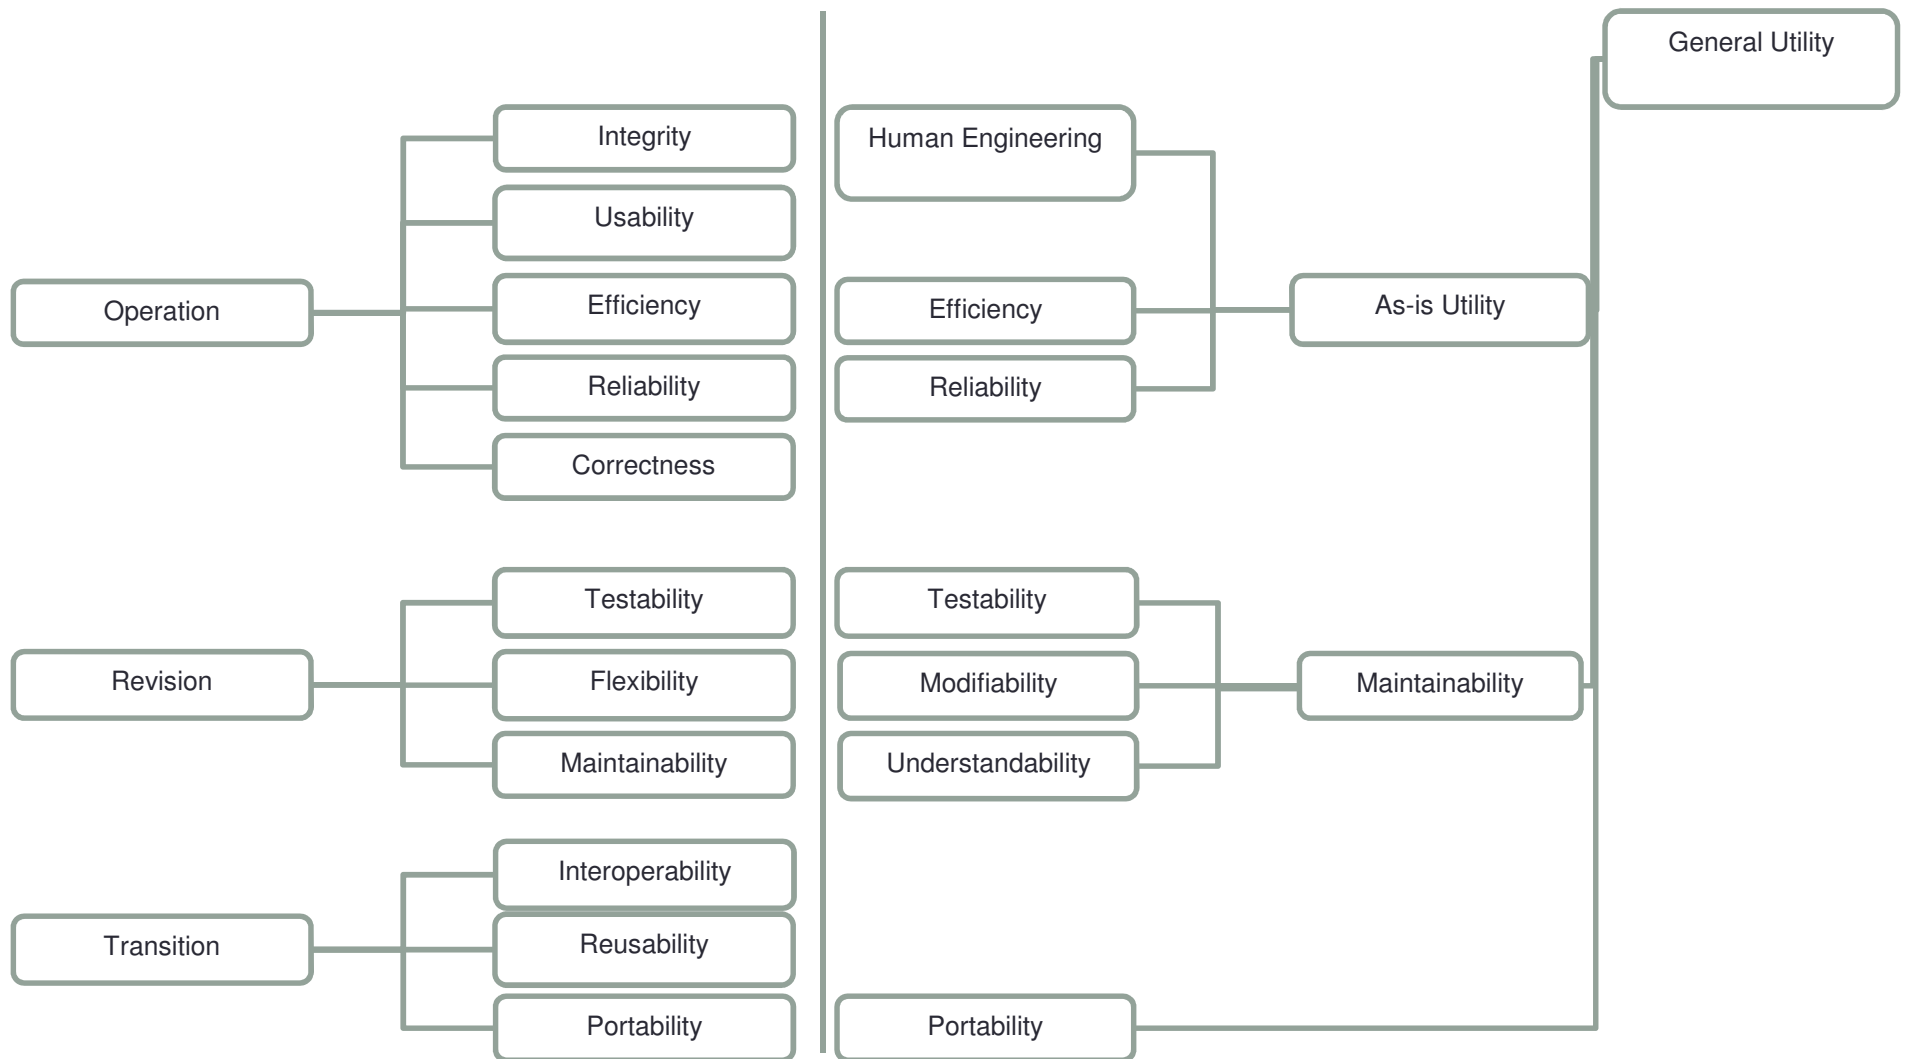 General Utility
Integrity
Human Engineering
Usability
Operation
Efficiency
Efficiency
As-is Utility
Reliability
Reliability
Correctness
Testability
Testability
Revision
Flexibility
Modifiability
Maintainability
Maintainability
Understandability
Interoperability
Transition
Reusability
Portability
Portability